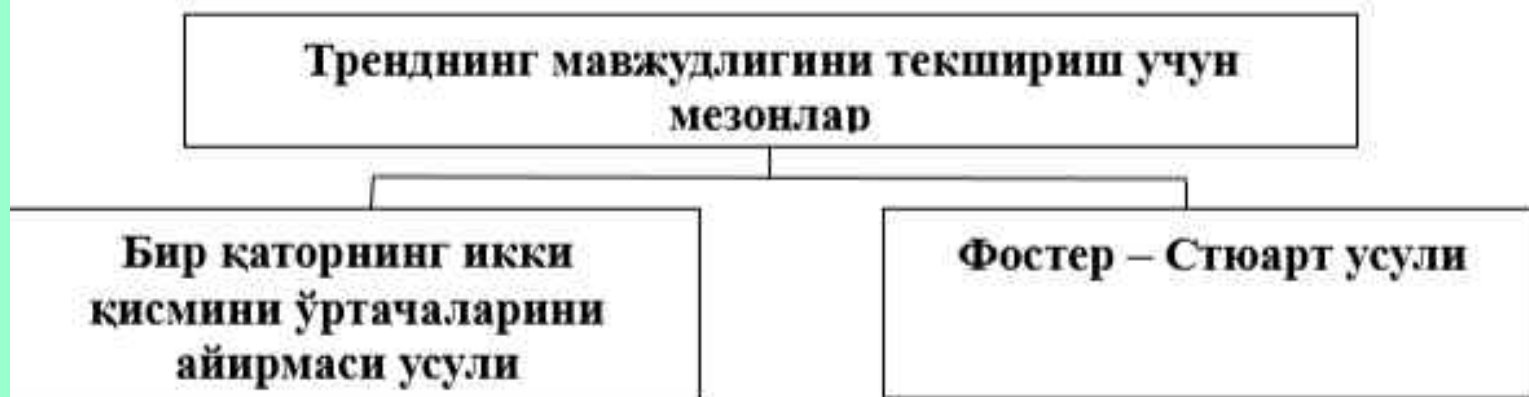 Тренднинг мавжудлигини текшириш учун
мезонлар
Бир қаторнинг икки
қисмини ўртачаларини
айирмаси усули
Фостер – Стюарт усули